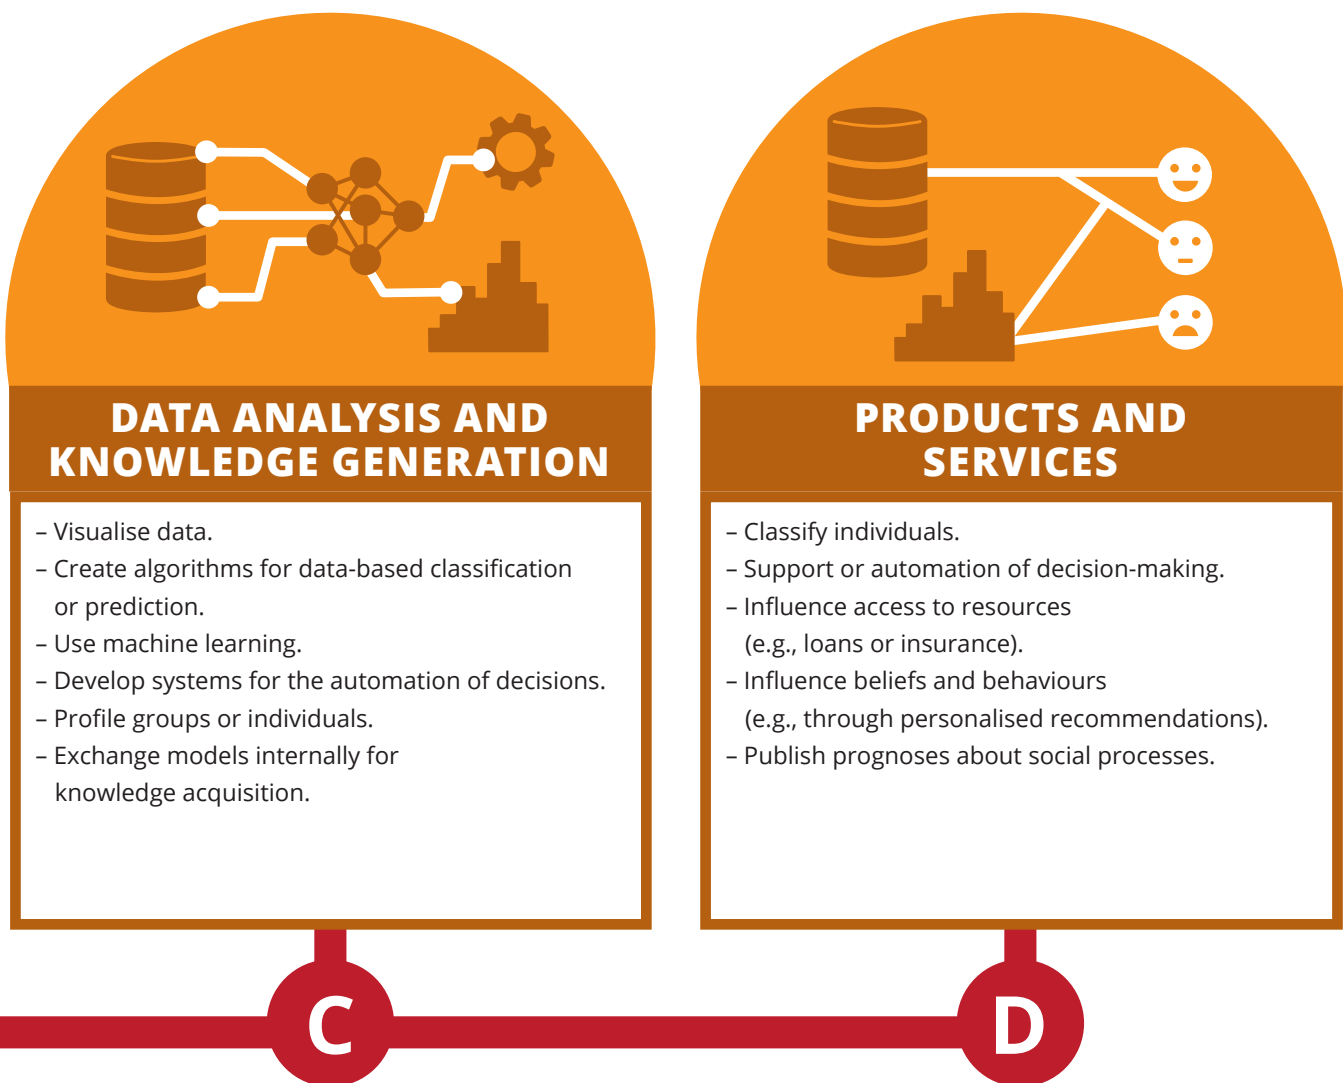 DATA ANALYSIS AND
KNOWLEDGE GENERATION
– Visualise data.
– Create algorithms for data-based classification
or prediction.
– Use machine learning.
– Develop systems for the automation of decisions.
– Profile groups or individuals.
– Exchange models internally for
knowledge acquisition.
C
PRODUCTS AND
SERVICES
– Classify individuals.
– Support or automation of decision-making.
– Influence access to resources
(e.g., loans or insurance).
– Influence beliefs and behaviours
(e.g., through personalised recommendations).
– Publish prognoses about social processes.
D